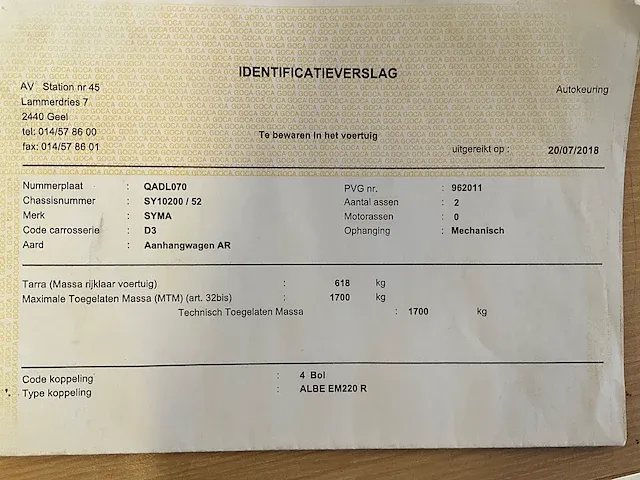 IDENTIFICATIEVERSLAG
AV Station nr 45
Autokeuring
Lammerdries 7
2440 Geel
tel: 014/57 86 00
Te bewaren In het voertuig
fax: 014/57 86 01
uitgereikt op : 20/07/2018
Nummerplaat : QADL070 PVG nr. : 962011
Chassisnummer : SY10200 / 52 Aantal assen : 2
Merk : SYMA Motorassen : 0
Code carrosserie : D3 Ophanging : Mechanisch
Aard : Aanhangwagen AR
Tarra (Massa rijklaar voertuig) : 618 kg
Maximale Toegelaten Massa (MTM) (art. 32bis) : 1700 kg
Technisch Toegelaten Massa : 1700 kg
Code koppeling : 4 Bol
Type koppeling : ALBE EM220 R